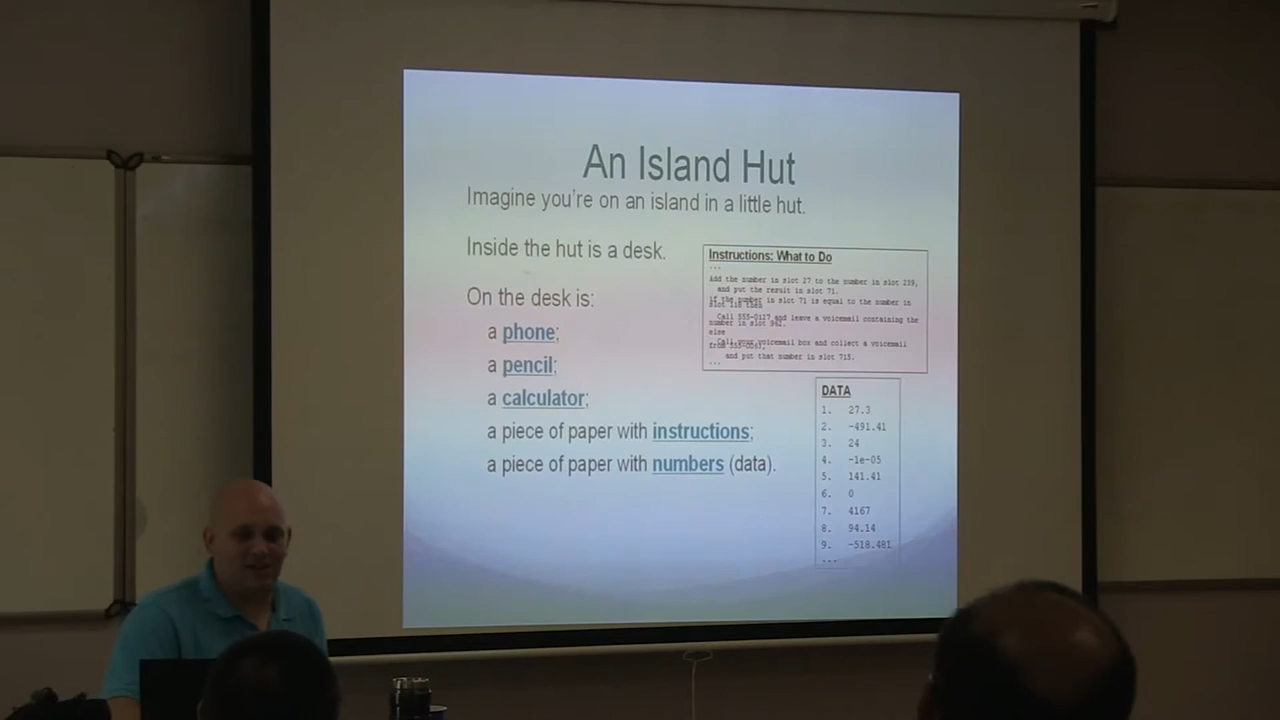 An Island Hut
Imagine you're on an island in a little hut.
Inside the hut is a desk.
On the desk is:
a phone;
a pencil;
a calculator;
a piece of paper with instructions;
a piece of paper with numbers (data).
Instructions: What to Do
...
Add the number in slot 27 to the number in slot 239,
and put the result in slot 71.
if the number in slot 71 is equal to the number in
slot 118 then
Call 555-0127 and leave a voicemail containing the
number in slot 962.
else
Call your voicemail box and collect a voicemail
from 555-0063,
and put that number in slot 715.
...
DATA
1. 27.3
2. -491.41
3. 24
4. -1e-05
5. 141.41
6. 0
7. 4167
8. 94.14
9. -518.481
...